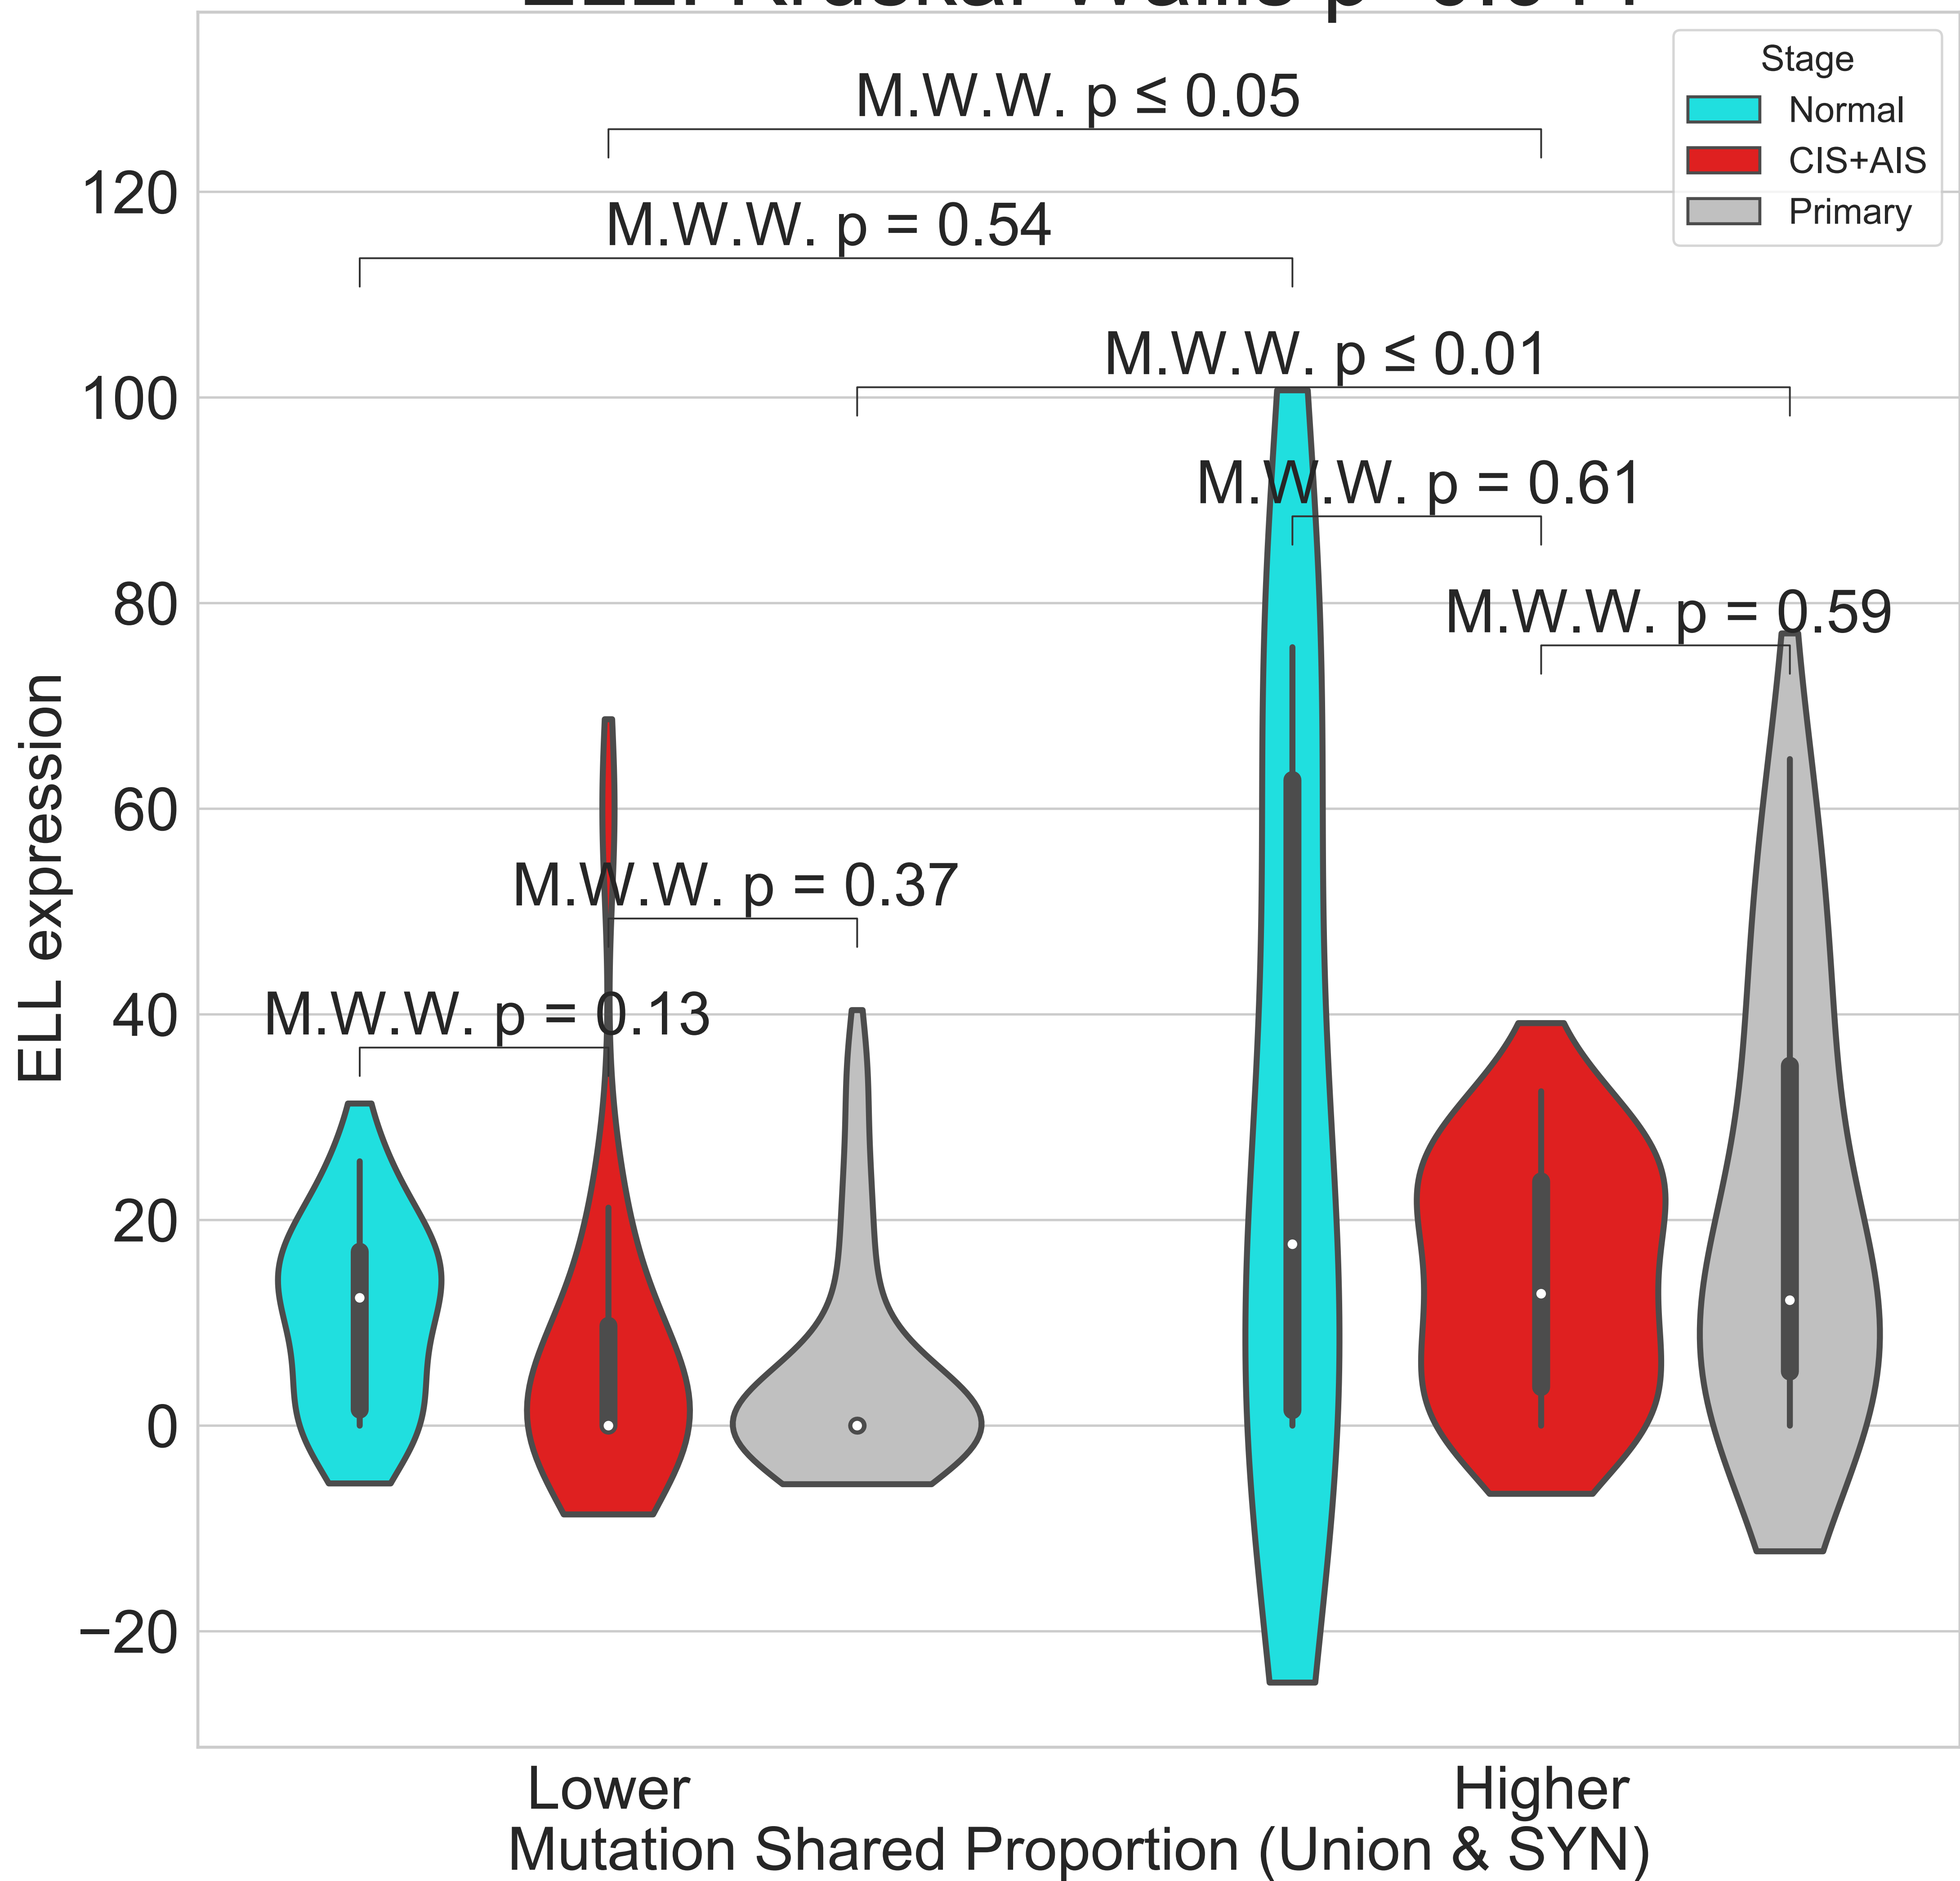 Stage
Normal
CIS+AIS
Primary
M.W.W. p ≤ 0.05
M.W.W. p = 0.54
M.W.W. p ≤ 0.01
M.W.W. p = 0.61
M.W.W. p = 0.59
M.W.W. p = 0.37
M.W.W. p = 0.13
120
100
80
60
40
20
0
−20
ELL expression
Lower
Higher
Mutation Shared Proportion (Union & SYN)